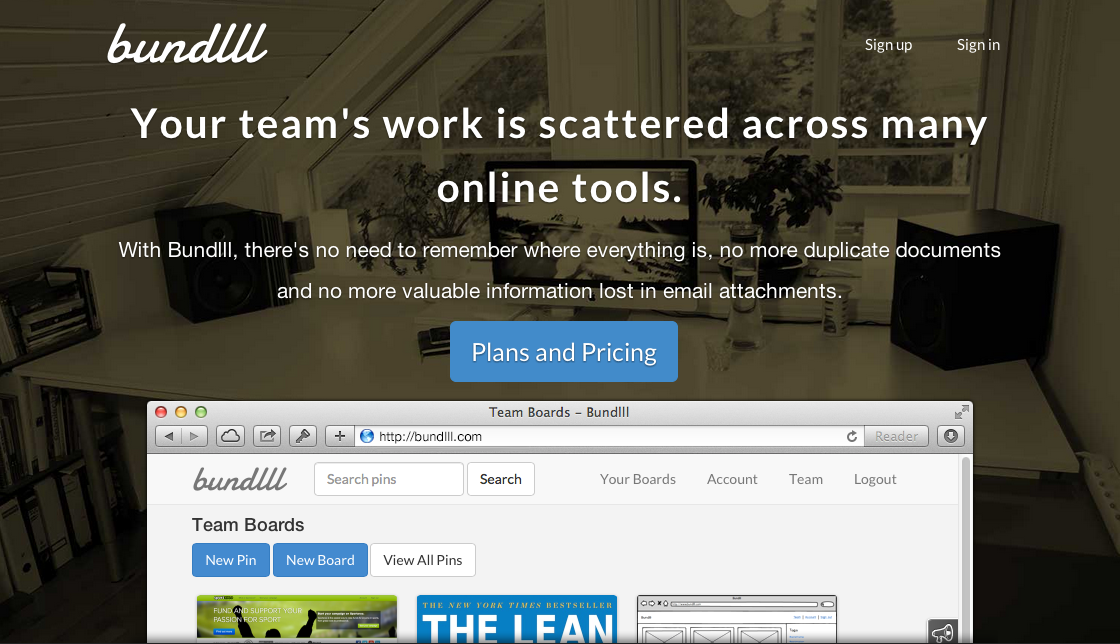 bundlll
Sign up
Sign in
Your team's work is scattered across many
online tools.
With Bundlll, there's no need to remember where everything is, no more duplicate documents
and no more valuable information lost in email attachments.
Plans and Pricing
Team Boards – Bundlll
http://bundlll.com
Reader
bundlll
Search pins
Search
Your Boards
Account
Team
Logout
Team Boards
New Pin
New Board
View All Pins
FUND AND SUPPORT YOUR
PASSION FOR SPORT
THE NEW YORK TIMES BESTSELLER
THE LEAN
Bundlll